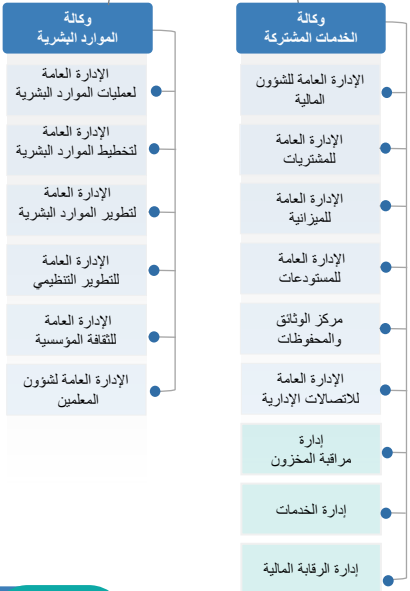 وكالة
الخدمات المشتركة
الإدارة العامة للشؤون
المالية
الإدارة العامة
للمشتريات
الإدارة العامة
للميزانية
الإدارة العامة
للمستودعات
مركز الوثائق
والمحفوظات
الإدارة العامة
للاتصالات الإدارية
إدارة
مراقبة المخزون
إدارة الخدمات
إدارة الرقابة المالية
وكالة
الموارد البشرية
الإدارة العامة
لعمليات الموارد البشرية
الإدارة العامة
لتخطيط الموارد البشرية
الإدارة العامة
لتطوير الموارد البشرية
الإدارة العامة
للتطوير التنظيمي
الإدارة العامة
للثقافة المؤسسية
الإدارة العامة لشؤون
المعلمين